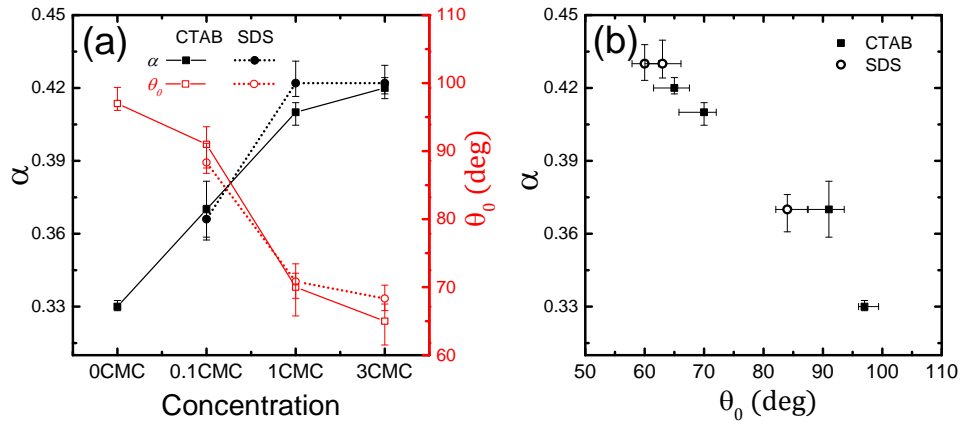 (a)
CTAB SDS
α
θ0
0.45
0.42
0.39
0.36
0.33
α
110
100
90
80
70
60
θ0 (deg)
0CMC 0.1CMC 1CMC 3CMC
Concentration
(b)
CTAB
SDS
0.45
0.42
0.39
0.36
0.33
α
50 60 70 80 90 100 110
θ0 (deg)